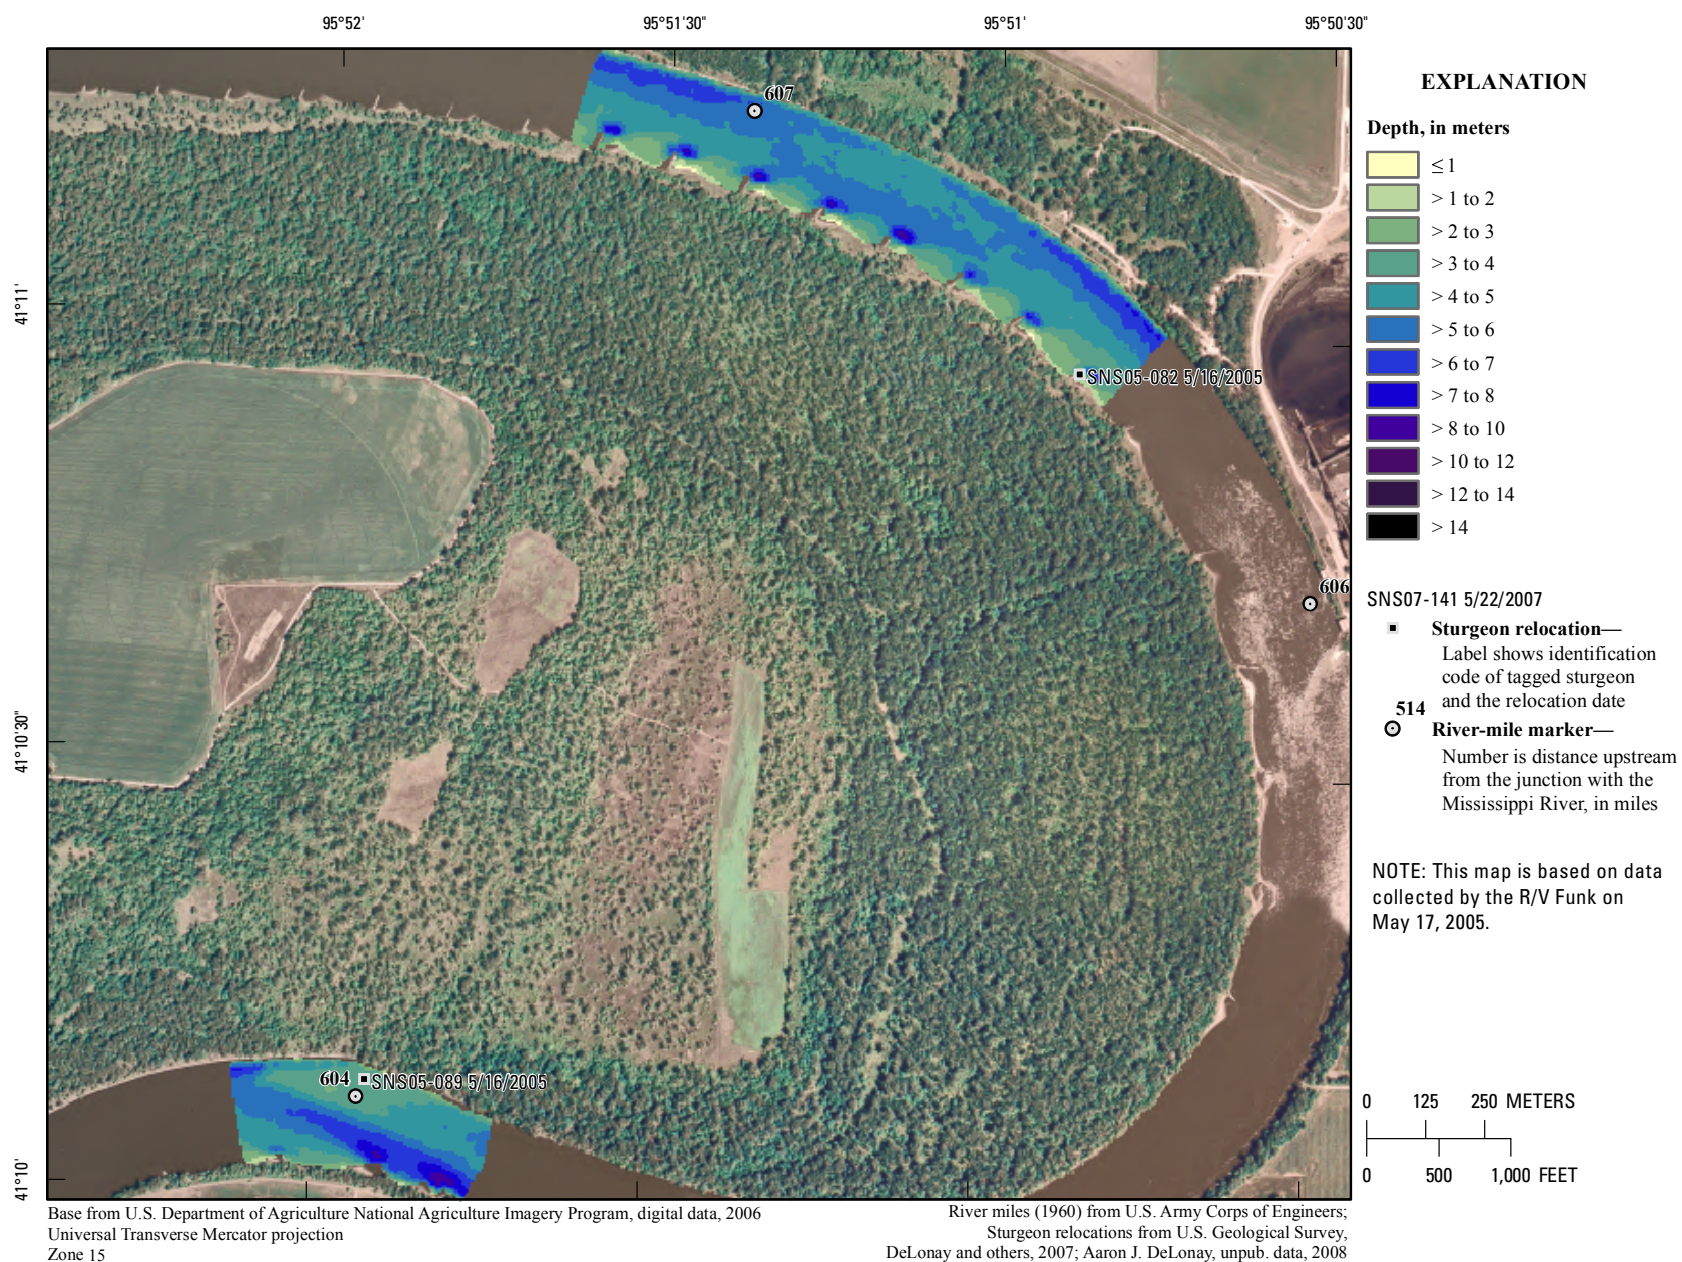 95°52'
95°51'30"
95°51'
95°50'30"
41°11'
41°10'30"
41°10'
607
SNS05-082 5/16/2005
606
604
SNS05-089 5/16/2005
EXPLANATION
Depth, in meters
≤ 1
> 1 to 2
> 2 to 3
> 3 to 4
> 4 to 5
> 5 to 6
> 6 to 7
> 7 to 8
> 8 to 10
> 10 to 12
> 12 to 14
> 14
SNS07-141 5/22/2007
Sturgeon relocation—
Label shows identification
code of tagged sturgeon
and the relocation date
514
River-mile marker—
Number is distance upstream
from the junction with the
Mississippi River, in miles
NOTE: This map is based on data
collected by the R/V Funk on
May 17, 2005.
0 125 250 METERS
0 500 1,000 FEET
Base from U.S. Department of Agriculture National Agriculture Imagery Program, digital data, 2006
Universal Transverse Mercator projection
Zone 15
River miles (1960) from U.S. Army Corps of Engineers;
Sturgeon relocations from U.S. Geological Survey,
DeLonay and others, 2007; Aaron J. DeLonay, unpub. data, 2008